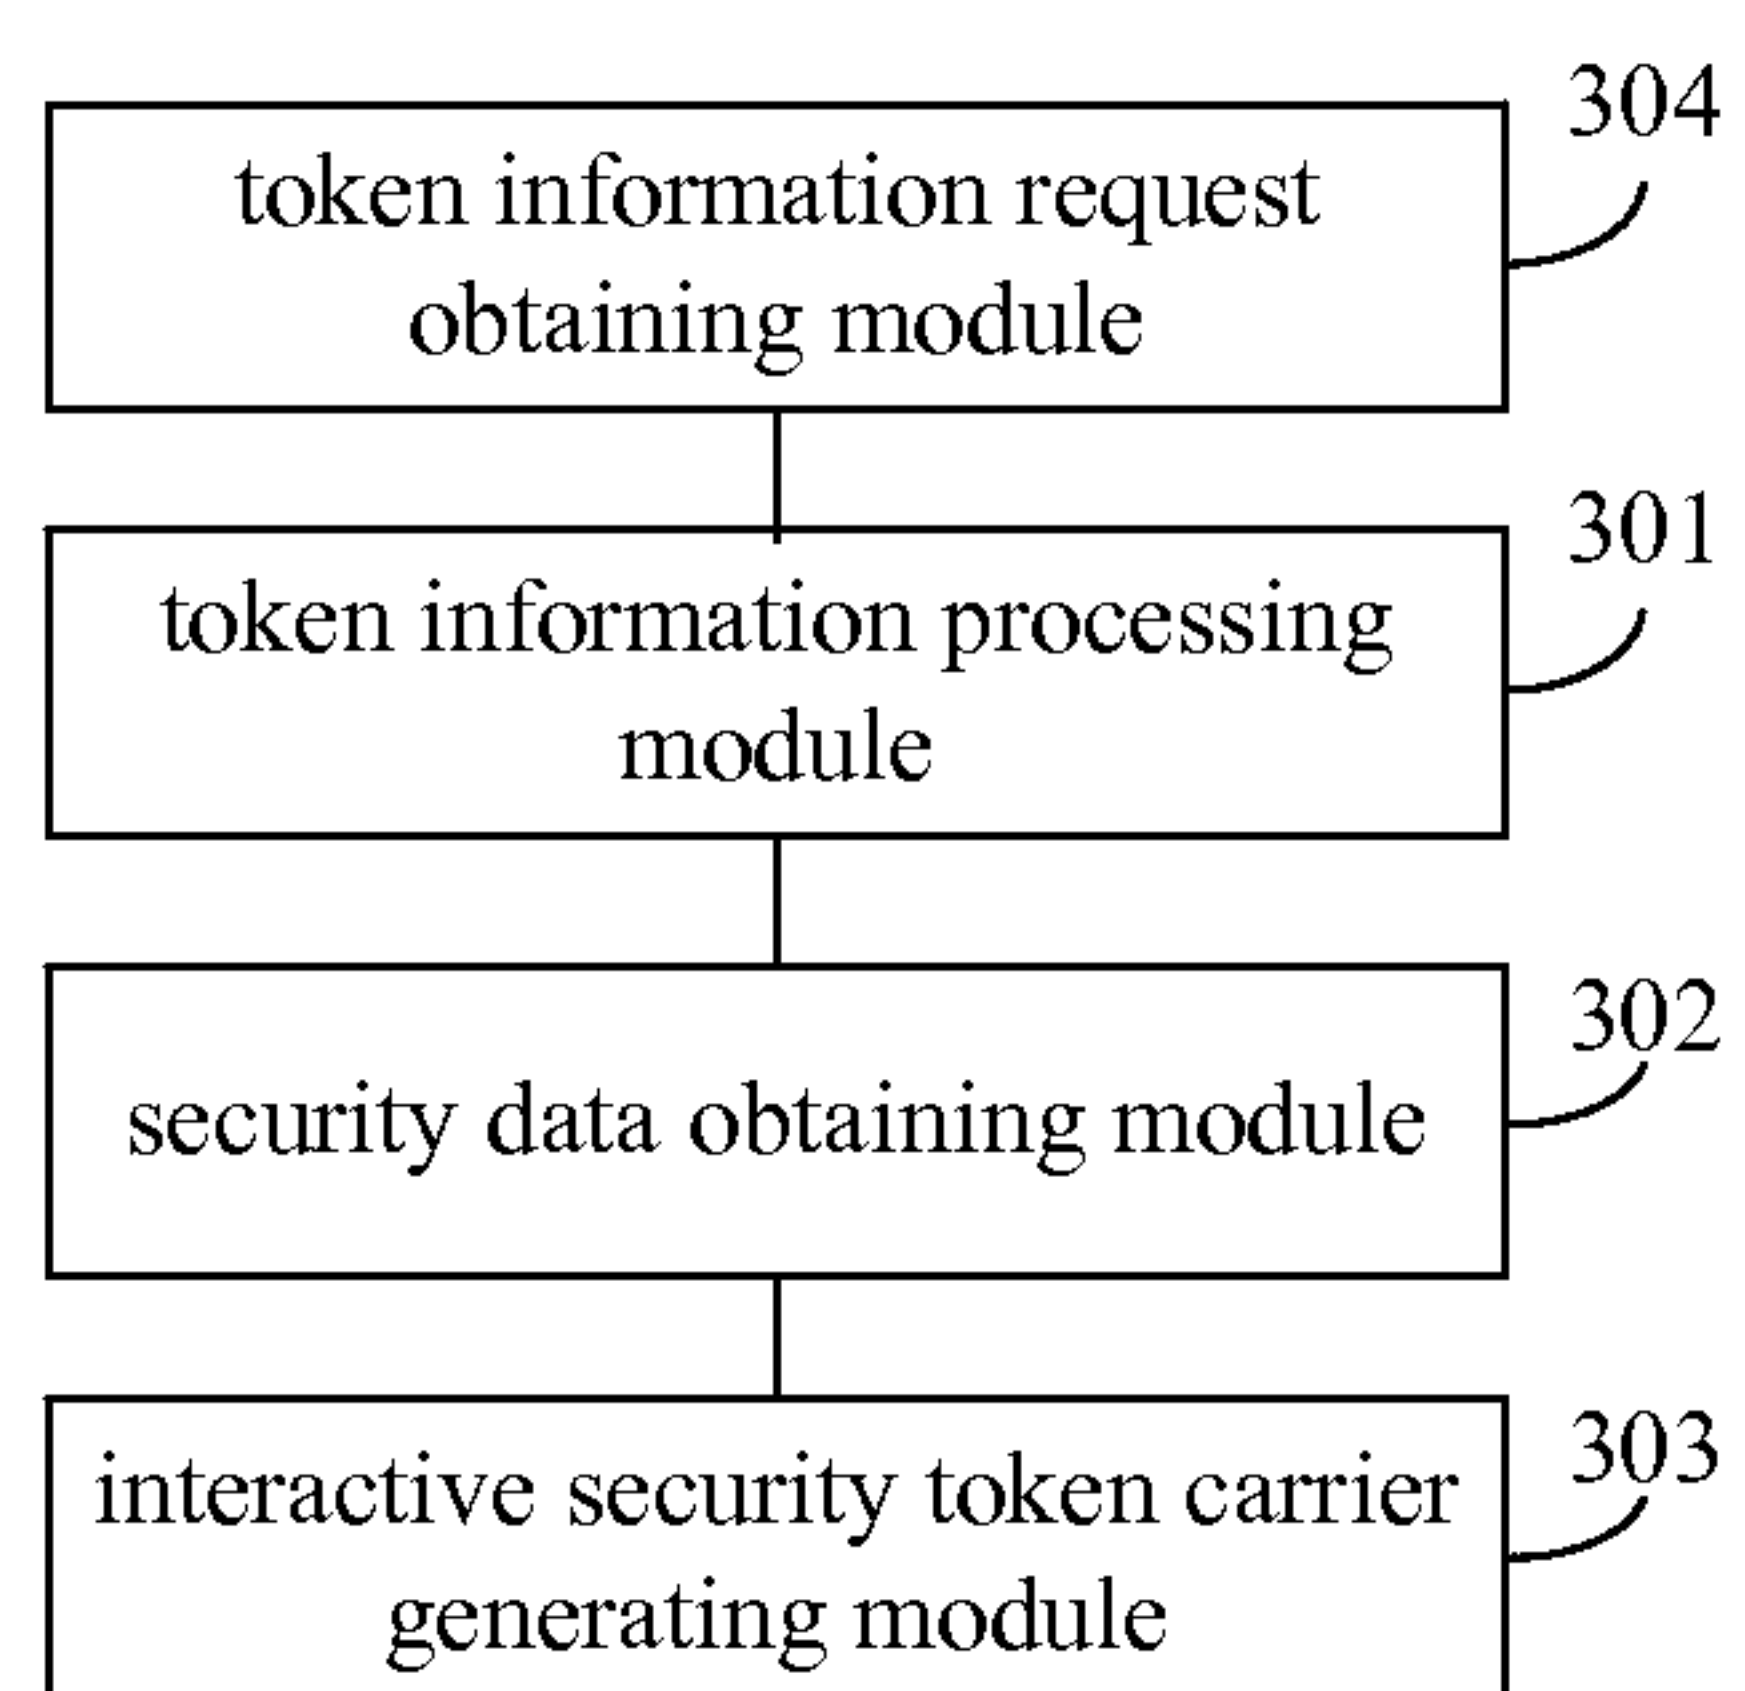 304
token information request
obtaining module
301
token information processing
module
302
security data obtaining module
303
interactive security token carrier
generating module